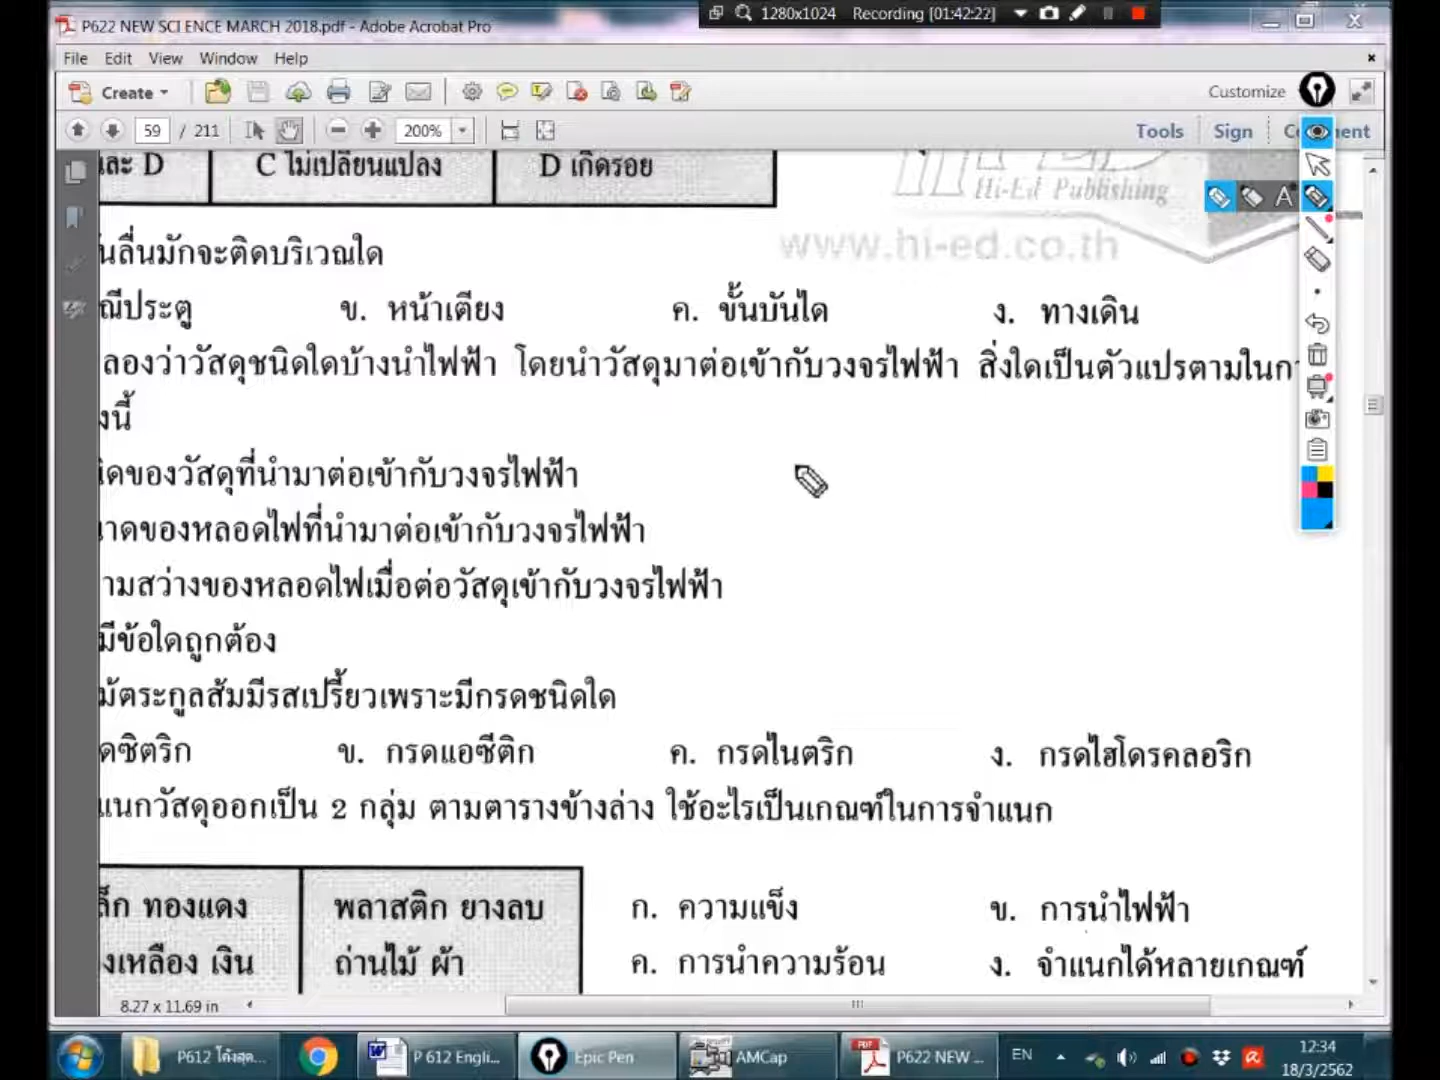 P622 NEW SCI ENCE MARCH 2018.pdf - Adobe Acrobat Pro
1280x1024 Recording [01:42:22]
File Edit View Window Help
Create Customize
59 / 211 200% Tools Sign
ละ D C ไม่เปลี่ยนแปลง D เกิดรอย
Hi-Ed Publishing
www.hi-ed.co.th
นลื่นมักจะติดบริเวณใด
ณีประตู ข. หน้าเตียง ค. ขั้นบันได ง. ทางเดิน
ลองว่าวัสดุชนิดใดบ้างนำไฟฟ้า โดยนำวัสดุมาต่อเข้ากับวงจรไฟฟ้า สิ่งใดเป็นตัวแปรตามในกา
งนี้
นิดของวัสดุที่นำมาต่อเข้ากับวงจรไฟฟ้า
นาดของหลอดไฟที่นำมาต่อเข้ากับวงจรไฟฟ้า
ามสว่างของหลอดไฟเมื่อต่อวัสดุเข้ากับวงจรไฟฟ้า
มีข้อใดถูกต้อง
ม้ตระกูลส้มมีรสเปรี้ยวเพราะมีกรดชนิดใด
ดซิตริก ข. กรดแอซีติก ค. กรดไนตริก ง. กรดไฮโดรคลอริก
แนกวัสดุออกเป็น 2 กลุ่ม ตามตารางข้างล่าง ใช้อะไรเป็นเกณฑ์ในการจำแนก
ล็ก ทองแดง พลาสติก ยางลบ ก. ความแข็ง ข. การนำไฟฟ้า
งเหลือง เงิน ถ่านไม้ ผ้า ค. การนำความร้อน ง. จำแนกได้หลายเกณฑ์
8.27 x 11.69 in
P612 โค้งสุด... P 612 Engli... Epic Pen AMCap P622 NEW ... EN 12:34
18/3/2562